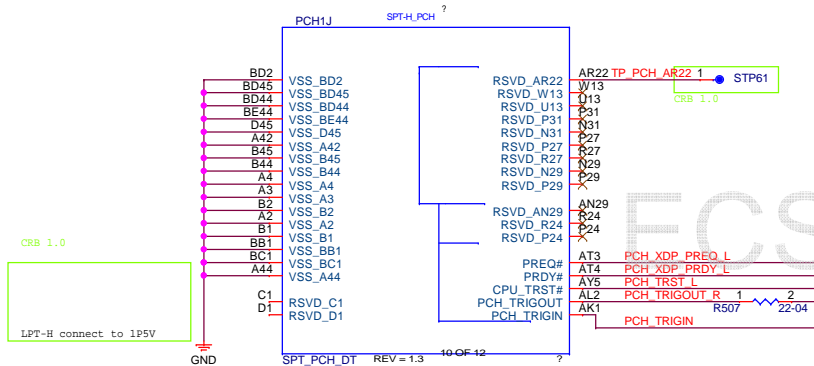 ?
PCH1J
SPT-H_PCH
BD2 VSS_BD2
BD45 VSS_BD45
BD44 VSS_BD44
BE44 VSS_BE44
D45 VSS_D45
A42 VSS_A42
B45 VSS_B45
B44 VSS_B44
A4 VSS_A4
A3 VSS_A3
B2 VSS_B2
A2 VSS_A2
B1 VSS_B1
BB1 VSS_BB1
BC1 VSS_BC1
A44 VSS_A44
C1 RSVD_C1
D1 RSVD_D1
RSVD_AR22 AR22 TP_PCH_AR22 1 STP61
RSVD_W13 W13
CRB 1.0
RSVD_U13 U13
RSVD_P31 P31
RSVD_N31 N31
RSVD_P27 P27
RSVD_R27 R27
RSVD_N29 N29
RSVD_P29 P29
RSVD_AN29 AN29
RSVD_R24 R24
RSVD_P24 P24
ECS
PREQ# AT3 PCH_XDP_PREQ_L
PRDY# AT4 PCH_XDP_PRDY_L
CPU_TRST# AY5 PCH_TRST_L
PCH_TRIGOUT AL2 PCH_TRIGOUT_R 1 2
R507 22-04
PCH_TRIGIN AK1 PCH_TRIGIN
CRB 1.0
LPT-H connect to 1P5V
GND
SPT_PCH_DT
REV = 1.3
10 OF 12
?